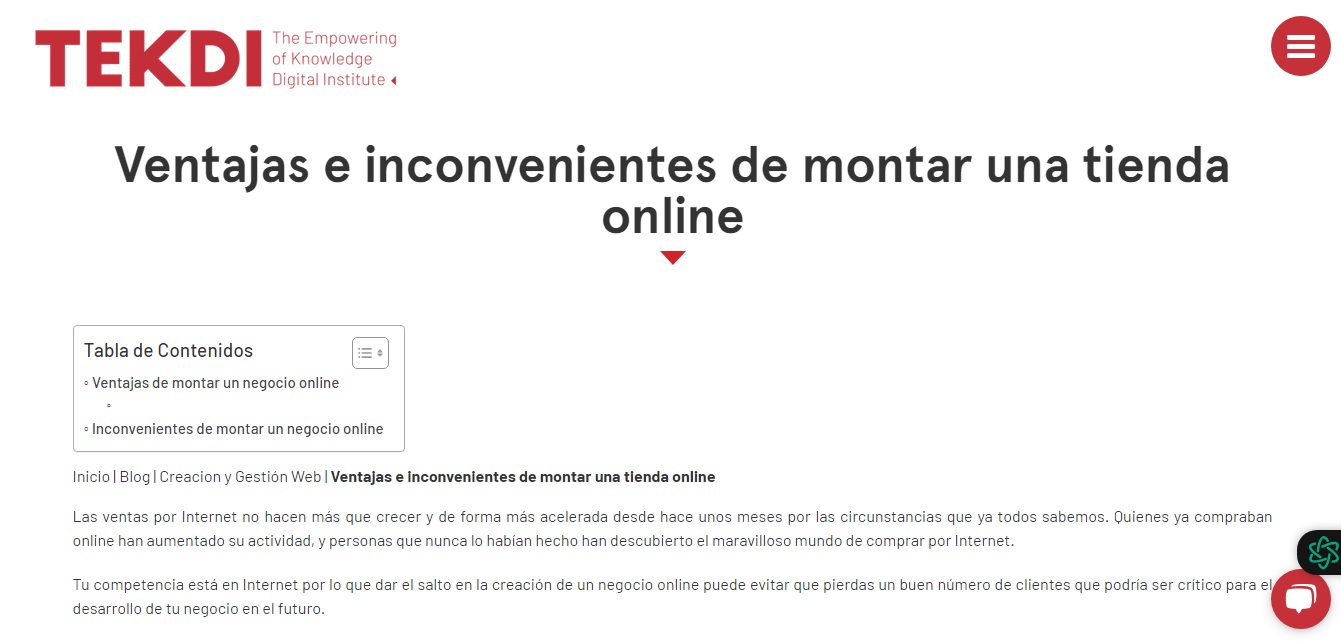 TEKDI
The Empowering
of Knowledge
Digital Institute
Ventajas e inconvenientes de montar una tienda
online
Tabla de Contenidos
Ventajas de montar un negocio online
Inconvenientes de montar un negocio online
Inicio | Blog | Creacion y Gestión Web | Ventajas e inconvenientes de montar una tienda online
Las ventas por Internet no hacen más que crecer y de forma más acelerada desde hace unos meses por las circunstancias que ya todos sabemos. Quienes ya compraban
online han aumentado su actividad, y personas que nunca lo habían hecho han descubierto el maravilloso mundo de comprar por Internet.
Tu competencia está en Internet por lo que dar el salto en la creación de un negocio online puede evitar que pierdas un buen número de clientes que podría ser crítico para el
desarrollo de tu negocio en el futuro.